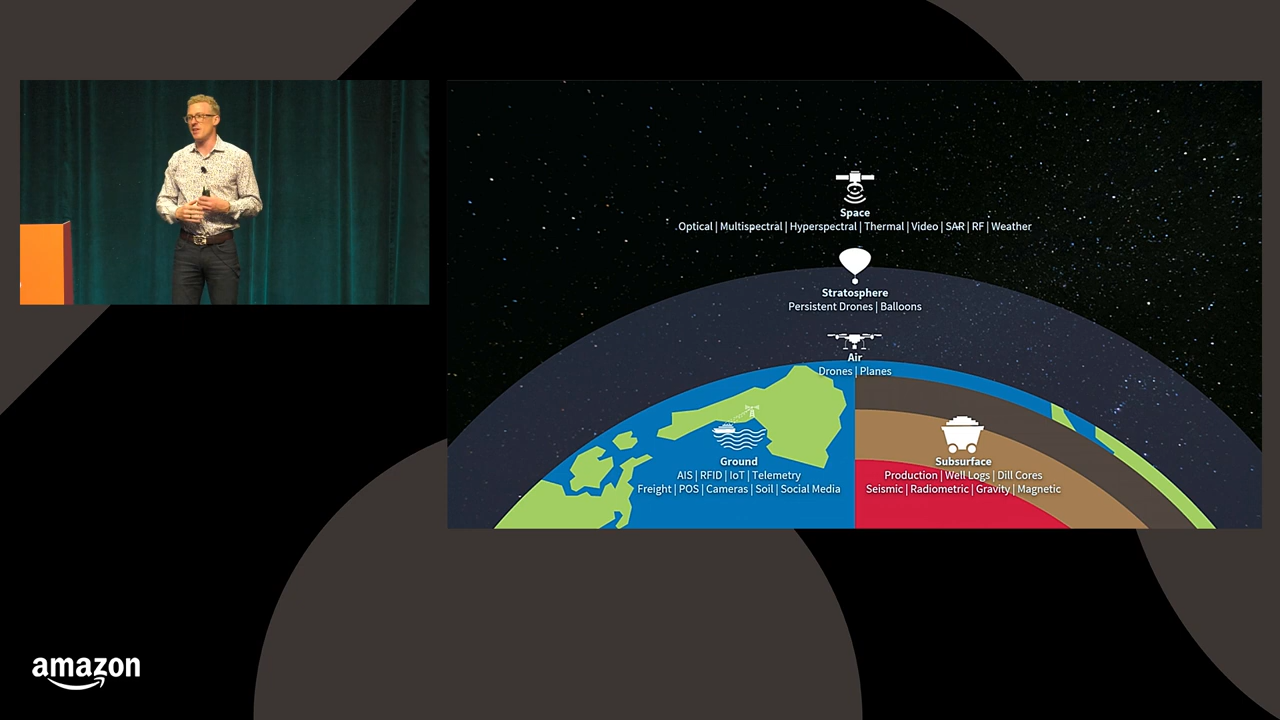 Space
Optical | Multispectral | Hyperspectral | Thermal | Video | SAR | RF | Weather
Stratosphere
Persistent Drones | Balloons
Air
Drones | Planes
Ground
AIS | RFID | IoT | Telemetry
Freight | POS | Cameras | Soil | Social Media
Subsurface
Production | Well Logs | Dill Cores
Seismic | Radiometric | Gravity | Magnetic
amazon